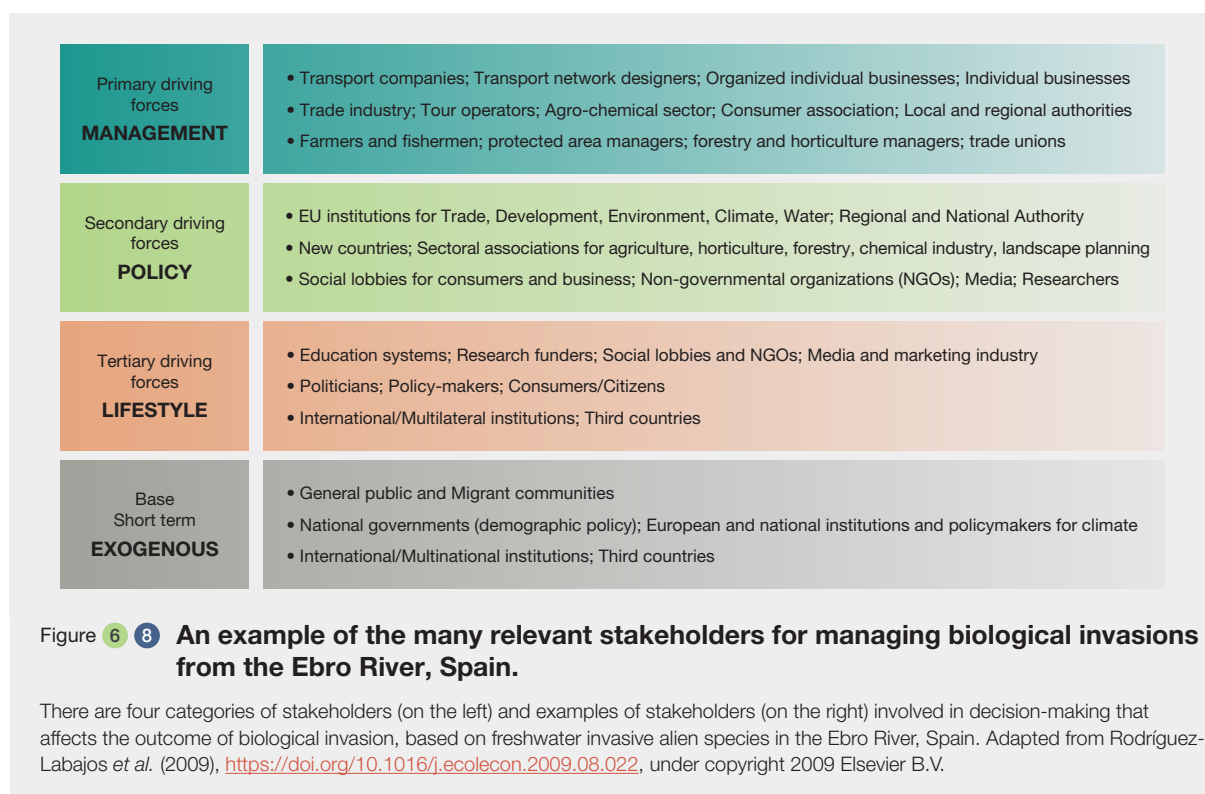 Primary driving
forces
MANAGEMENT
• Transport companies; Transport network designers; Organized individual businesses; Individual businesses
• Trade industry; Tour operators; Agro-chemical sector; Consumer association; Local and regional authorities
• Farmers and fishermen; protected area managers; forestry and horticulture managers; trade unions
Secondary driving
forces
POLICY
• EU institutions for Trade, Development, Environment, Climate, Water; Regional and National Authority
• New countries; Sectoral associations for agriculture, horticulture, forestry, chemical industry, landscape planning
• Social lobbies for consumers and business; Non-governmental organizations (NGOs); Media; Researchers
Tertiary driving
forces
LIFESTYLE
• Education systems; Research funders; Social lobbies and NGOs; Media and marketing industry
• Politicians; Policy-makers; Consumers/Citizens
• International/Multilateral institutions; Third countries
Base
Short term
EXOGENOUS
• General public and Migrant communities
• National governments (demographic policy); European and national institutions and policymakers for climate
• International/Multinational institutions; Third countries
Figure 6 8 An example of the many relevant stakeholders for managing biological invasions
from the Ebro River, Spain.
There are four categories of stakeholders (on the left) and examples of stakeholders (on the right) involved in decision-making that
affects the outcome of biological invasion, based on freshwater invasive alien species in the Ebro River, Spain. Adapted from Rodríguez-
Labajos et al. (2009), https://doi.org/10.1016/j.ecolecon.2009.08.022, under copyright 2009 Elsevier B.V.